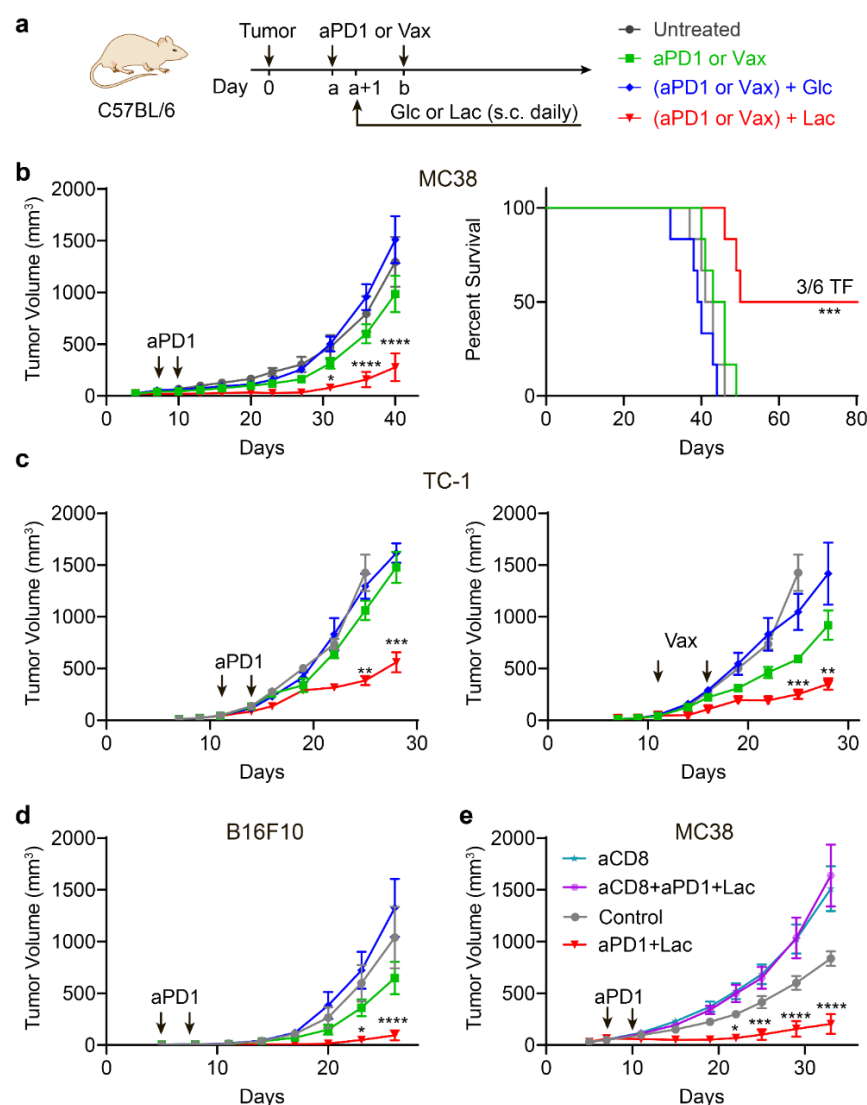 a
Tumor aPD1 or Vax
Day 0 a a+1 b
Glc or Lac (s.c. daily)
C57BL/6
Untreated
aPD1 or Vax
(aPD1 or Vax) + Glc
(aPD1 or Vax) + Lac
b
MC38
Tumor Volume (mm³)
2000
1500
1000
500
0
aPD1
*
****
****
0 10 20 30 40
Days
Percent Survival
100
50
0
3/6 TF
***
0 20 40 60 80
Days
c
TC-1
Tumor Volume (mm³)
2000
1500
1000
500
0
aPD1
**
***
0 10 20 30
Days
Tumor Volume (mm³)
2000
1500
1000
500
0
Vax
***
**
0 10 20 30
Days
d
B16F10
Tumor Volume (mm³)
2000
1500
1000
500
0
aPD1
*
****
0 10 20
Days
e
MC38
Tumor Volume (mm³)
2000
1500
1000
500
0
aCD8
aCD8+aPD1+Lac
Control
aPD1+Lac
aPD1
*
***
****
****
5 15 25 35
Days